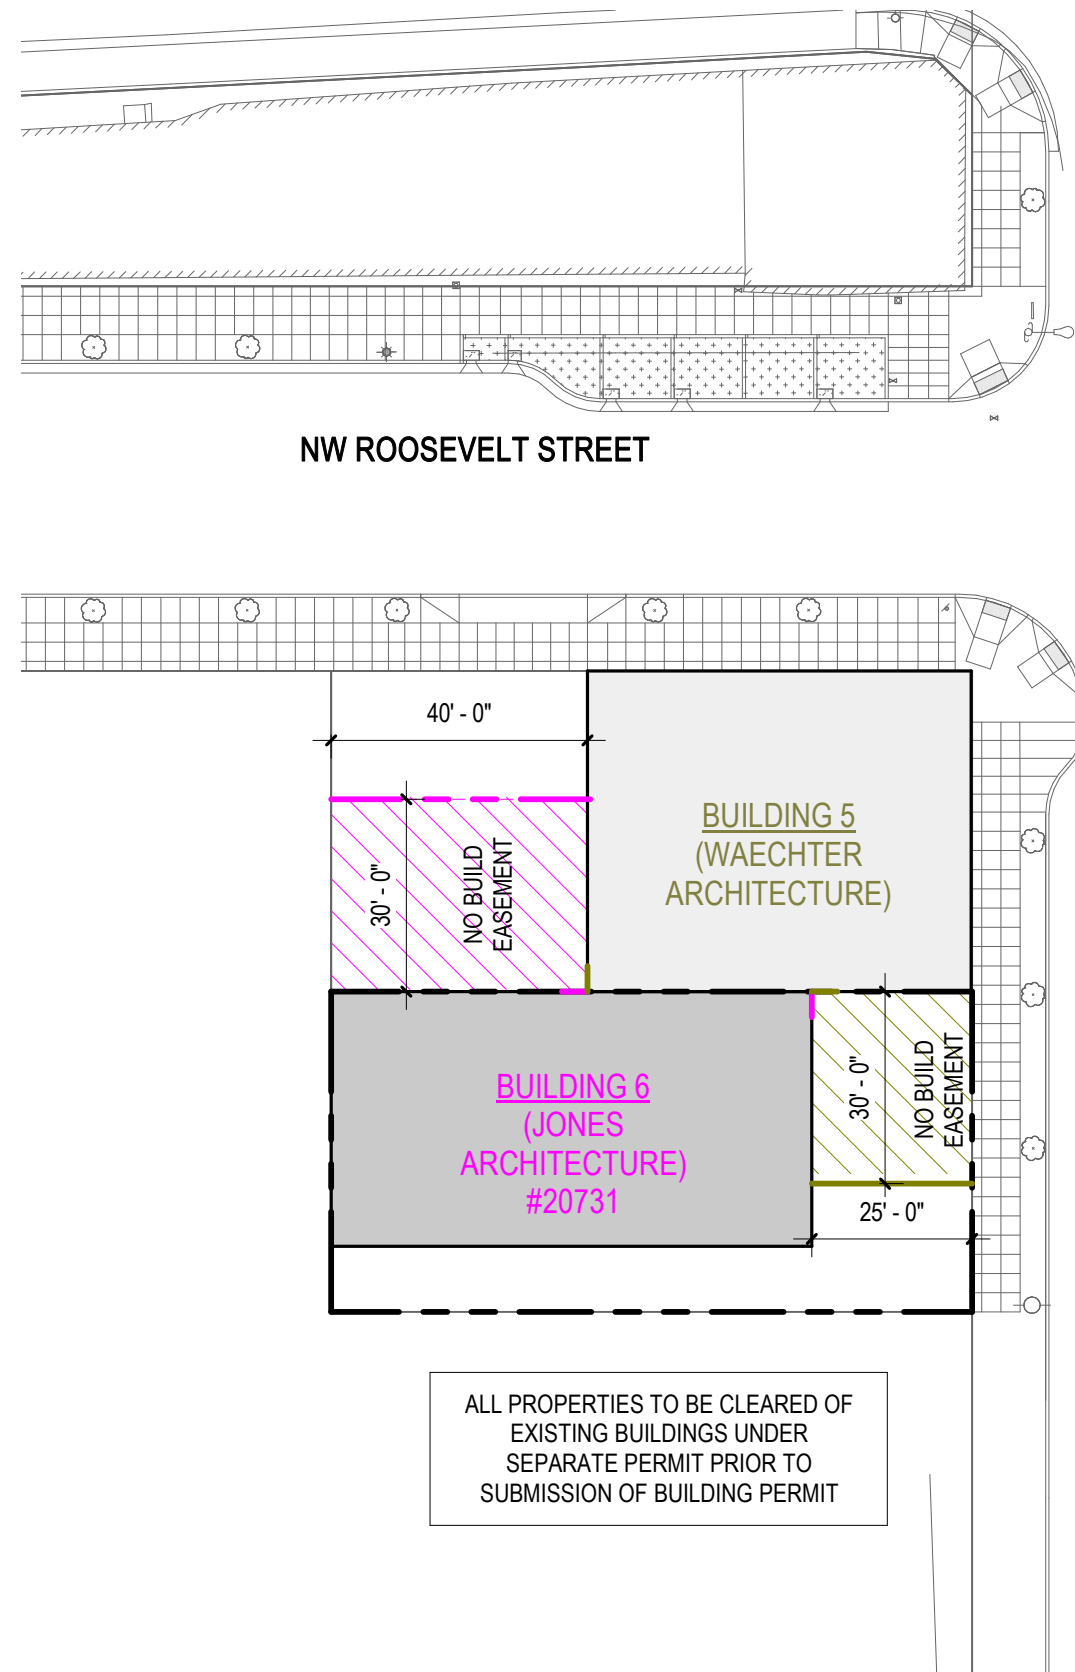 NW ROOSEVELT STREET
40' - 0"
BUILDING 5
(WAECHTER
ARCHITECTURE)
30' - 0"
NO BUILD
EASEMENT
BUILDING 6
(JONES
ARCHITECTURE)
#20731
30' - 0"
NO BUILD
EASEMENT
25' - 0"
ALL PROPERTIES TO BE CLEARED OF
EXISTING BUILDINGS UNDER
SEPARATE PERMIT PRIOR TO
SUBMISSION OF BUILDING PERMIT